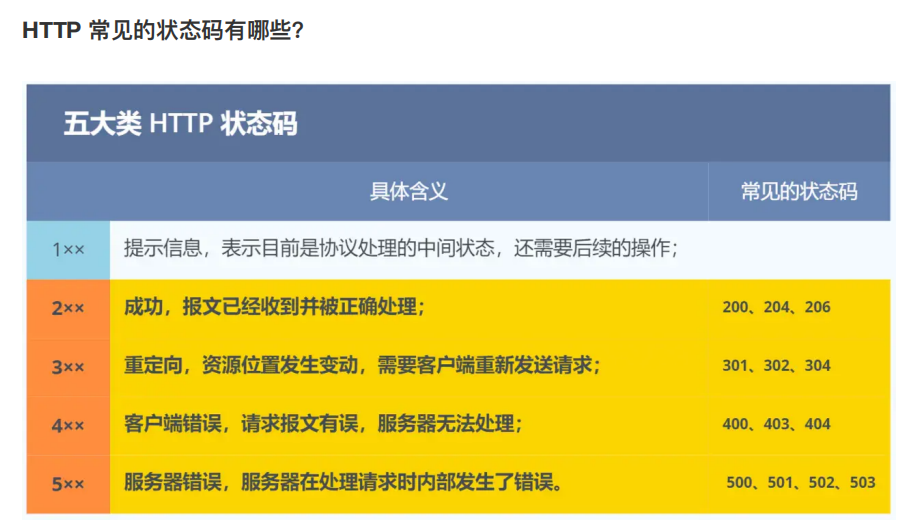 HTTP 常见的状态码有哪些?
五大类 HTTP 状态码
具体含义 常见的状态码
1×× 提示信息，表示目前是协议处理的中间状态，还需要后续的操作；
2×× 成功，报文已经收到并被正确处理； 200、204、206
3×× 重定向，资源位置发生变动，需要客户端重新发送请求； 301、302、304
4×× 客户端错误，请求报文有误，服务器无法处理； 400、403、404
5×× 服务器错误，服务器在处理请求时内部发生了错误。 500、501、502、503